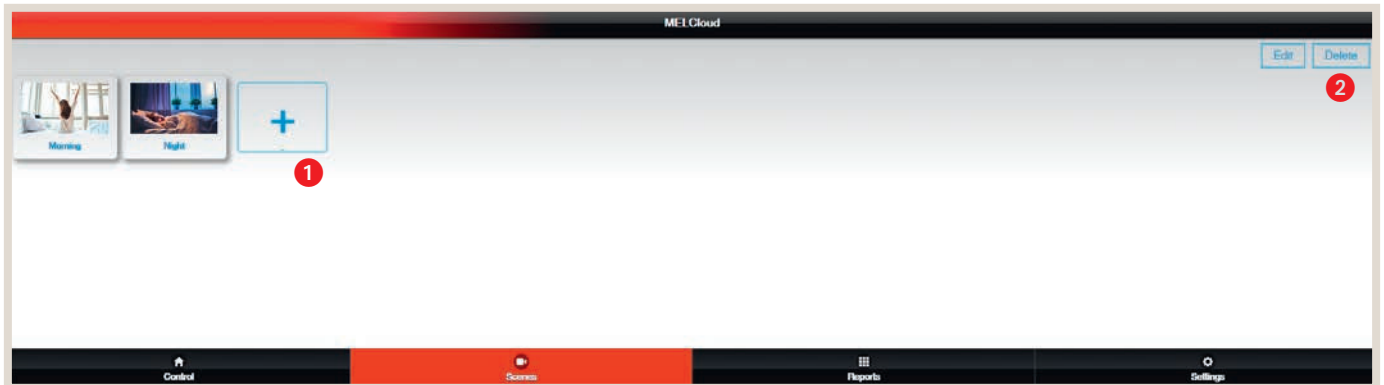 MELCloud
Edit Delete
2
Morning Night
1
Control Scenes Reports Settings